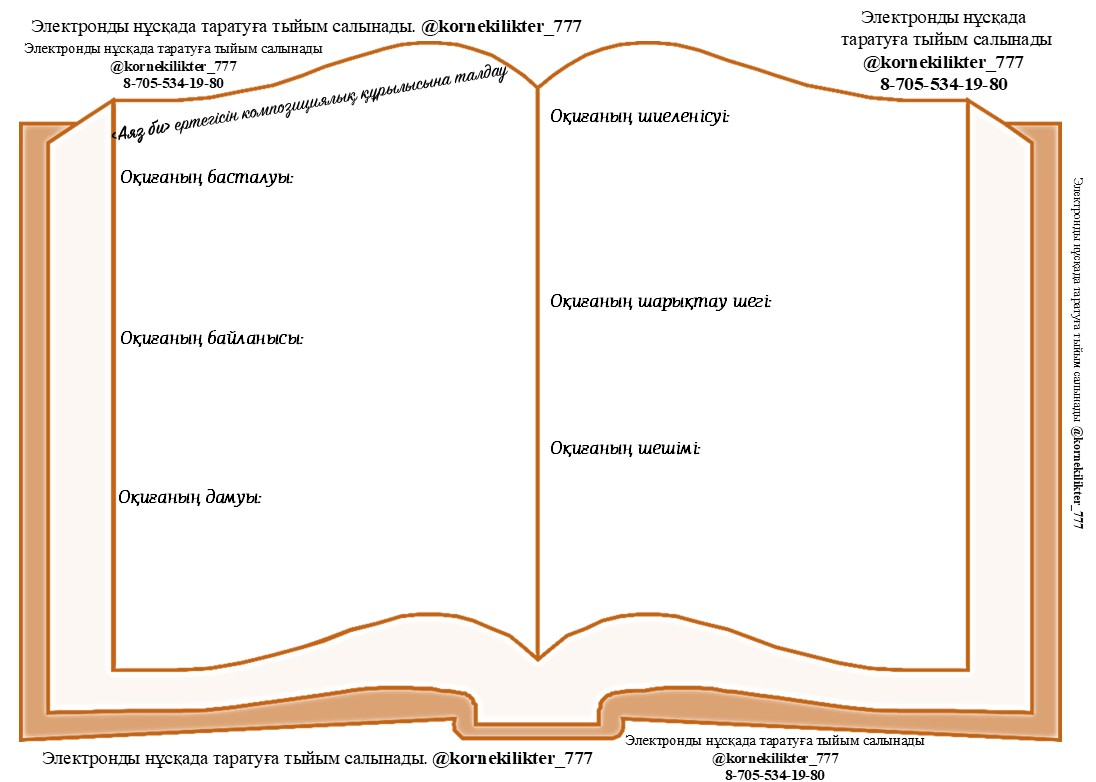 Электронды нұсқада таратуға тыйым салынады. @kornekilikter_777
Электронды нұсқада таратуға тыйым салынады
@kornekilikter_777
8-705-534-19-80
Электронды нұсқада
таратуға тыйым салынады
@kornekilikter_777
8-705-534-19-80
«Аяз би» ертегісін композициялық құрылысына талдау
Оқиғаның басталуы:
Оқиғаның байланысы:
Оқиғаның дамуы:
Оқиғаның шиеленісуі:
Оқиғаның шарықтау шегі:
Оқиғаның шешімі:
Электронды нұсқада таратуға тыйым салынады @kornekilikter_777
Электронды нұсқада таратуға тыйым салынады. @kornekilikter_777
Электронды нұсқада таратуға тыйым салынады
@kornekilikter_777
8-705-534-19-80